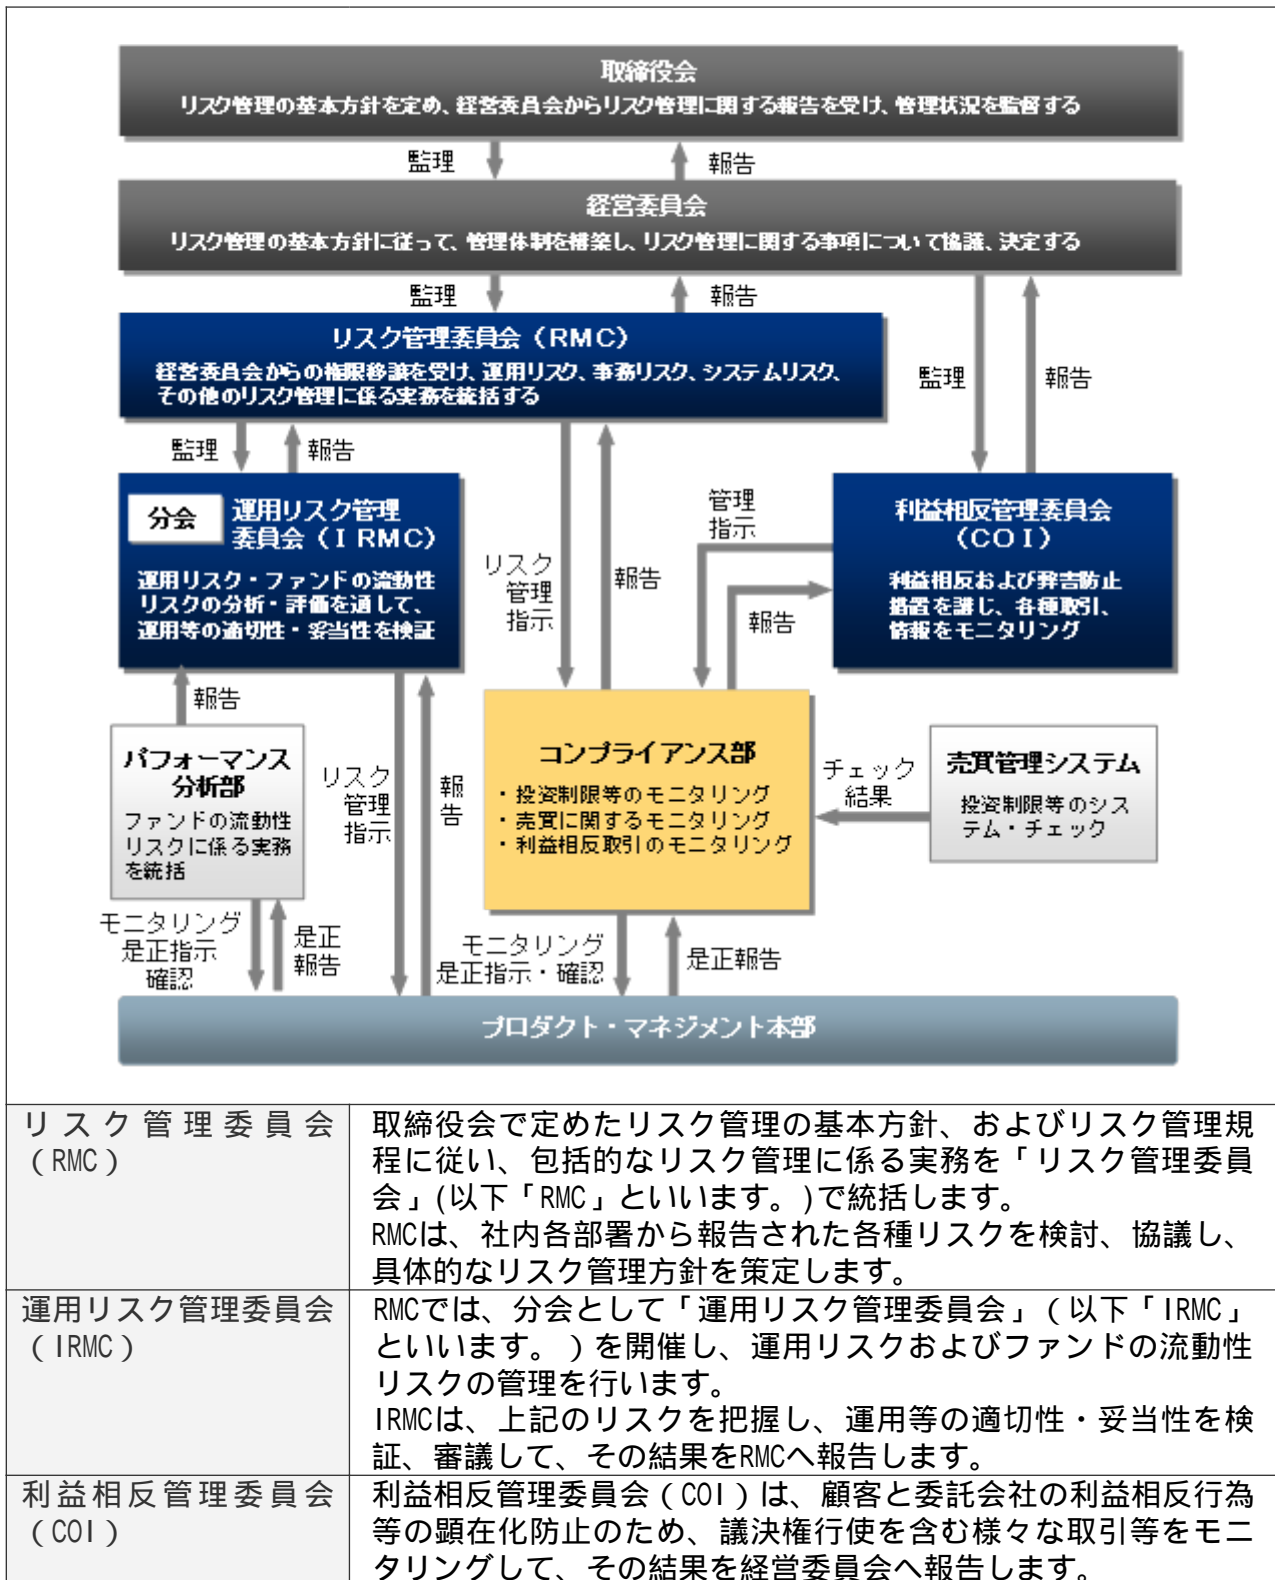 取締役会
リスク管理の基本方針を定め、経営委員会からリスク管理に関する報告を受け、管理状況を監督する
監理
報告
経営委員会
リスク管理の基本方針に従って、管理体制を構築し、リスク管理に関する事項について協議、決定する
監理
報告
監理
報告
リスク管理委員会（RMC）
経営委員会からの権限委譲を受け、運用リスク、事務リスク、システムリスク、
その他のリスク管理に係る実務を統括する
監理
報告
分会
運用リスク管理
委員会（IRMC）
運用リスク・ファンドの流動性
リスクの分析・評価を通して、
運用等の適切性・妥当性を検証
リスク
管理
指示
報告
管理
指示
報告
利益相反管理委員会
（COI）
利益相反および弊害防止
措置を講じ、各種取引、
情報をモニタリング
報告
パフォーマンス
分析部
ファンドの流動性
リスクに係る実務
を統括
リスク
管理
指示
報
告
コンプライアンス部
・投資制限等のモニタリング
・売買に関するモニタリング
・利益相反取引のモニタリング
チェック
結果
売買管理システム
投資制限等のシス
テム・チェック
モニタリング
是正指示
確認
是正
報告
モニタリング
是正指示・確認
是正報告
プロダクト・マネジメント本部
リスク管理委員会
（RMC）
取締役会で定めたリスク管理の基本方針、およびリスク管理規
程に従い、包括的なリスク管理に係る実務を「リスク管理委員
会」(以下「RMC」といいます。)で統括します。
RMCは、社内各部署から報告された各種リスクを検討、協議し、
具体的なリスク管理方針を策定します。
運用リスク管理委員会
（IRMC）
RMCでは、分会として「運用リスク管理委員会」（以下「IRMC」
といいます。）を開催し、運用リスクおよびファンドの流動性
リスクの管理を行います。
IRMCは、上記のリスクを把握し、運用等の適切性・妥当性を検
証、審議して、その結果をRMCへ報告します。
利益相反管理委員会
（COI）
利益相反管理委員会（COI）は、顧客と委託会社の利益相反行為
等の顕在化防止のため、議決権行使を含む様々な取引等をモニ
タリングして、その結果を経営委員会へ報告します。